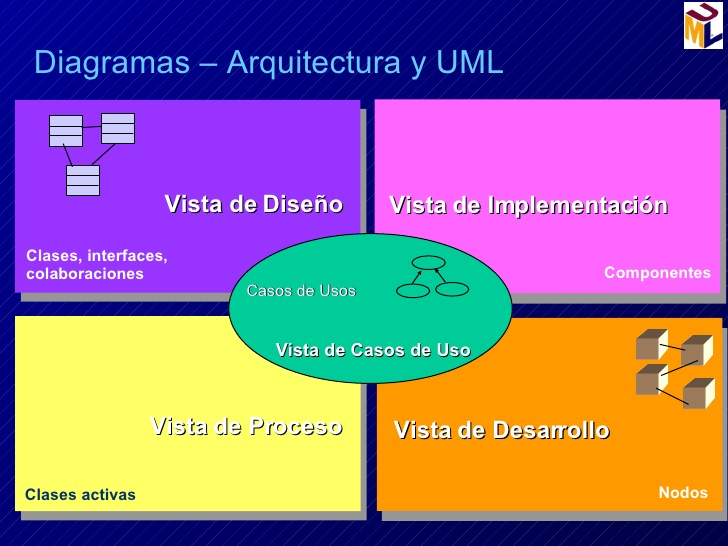 UML
Diagramas – Arquitectura y UML
Vista de Diseño
Clases, interfaces,
colaboraciones
Vista de Implementación
Componentes
Casos de Usos
Vista de Casos de Uso
Vista de Proceso
Clases activas
Vista de Desarrollo
Nodos